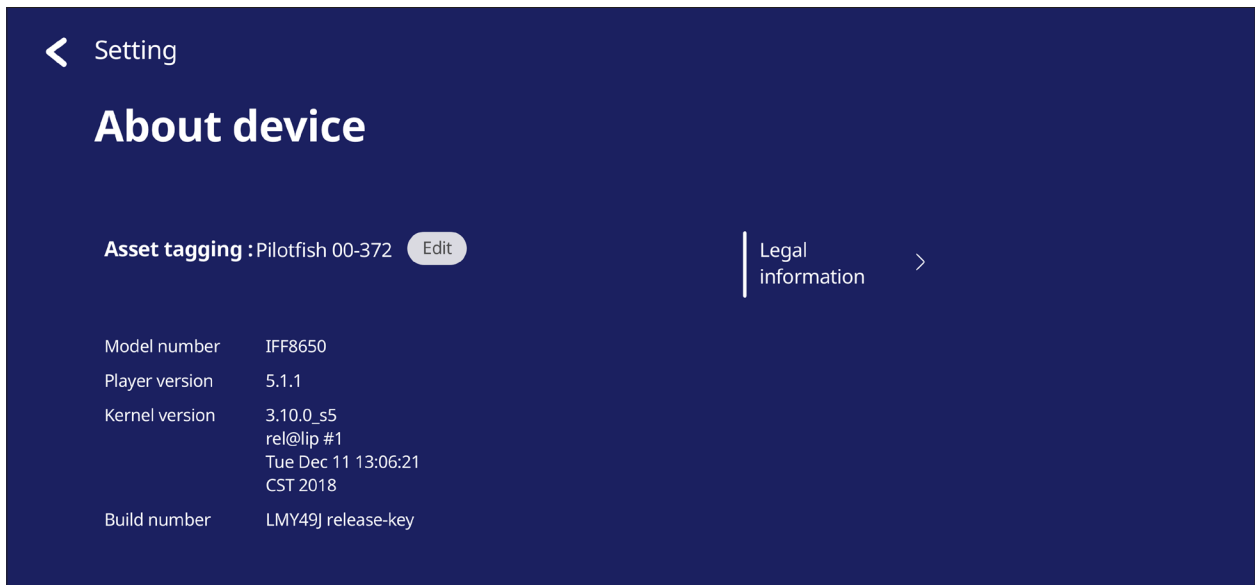 Setting
About device
Asset tagging : Pilotfish 00-372 Edit
Legal
information
Model number IFF8650
Player version 5.1.1
Kernel version 3.10.0_s5
rel@lip #1
Tue Dec 11 13:06:21
CST 2018
Build number LMY49J release-key